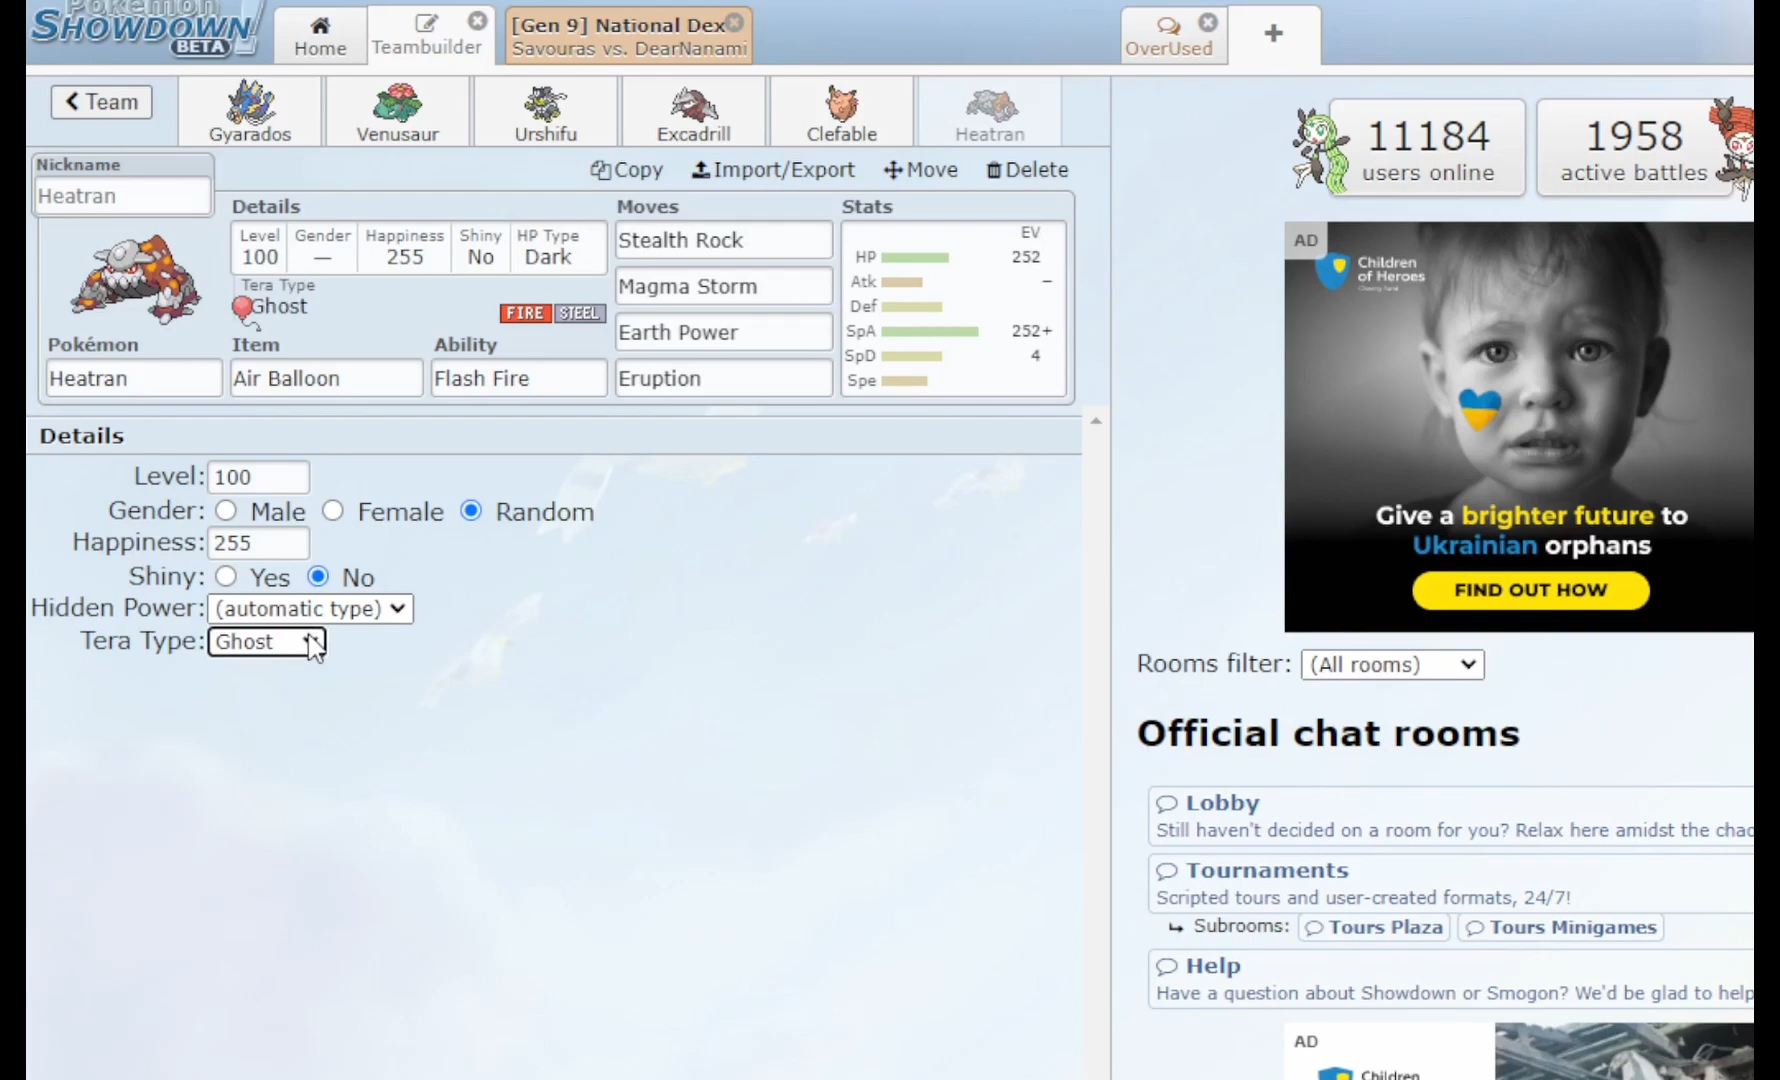 Pokémon
SHOWDOWN
BETA
Home
Teambuilder
[Gen 9] National Dex
Savouras vs. DearNanami
OverUsed
+
Team
Gyarados
Venusaur
Urshifu
Excadrill
Clefable
Heatran
Nickname
Heatran
Copy
Import/Export
Move
Delete
Details
Level
100
Gender
—
Happiness
255
Shiny
No
HP Type
Dark
Tera Type
Ghost
FIRE
STEEL
Pokémon
Heatran
Item
Air Balloon
Ability
Flash Fire
Moves
Stealth Rock
Magma Storm
Earth Power
Eruption
Stats
EV
HP 252
Atk –
Def
SpA 252+
SpD 4
Spe
Details
Level: 100
Gender: Male Female Random
Happiness: 255
Shiny: Yes No
Hidden Power: (automatic type)
Tera Type: Ghost
11184
users online
1958
active battles
AD
Children
of Heroes
Give a brighter future to
Ukrainian orphans
FIND OUT HOW
Rooms filter: (All rooms)
Official chat rooms
Lobby
Still haven't decided on a room for you? Relax here amidst the chao
Tournaments
Scripted tours and user-created formats, 24/7!
Subrooms: Tours Plaza Tours Minigames
Help
Have a question about Showdown or Smogon? We'd be glad to help
AD
Children